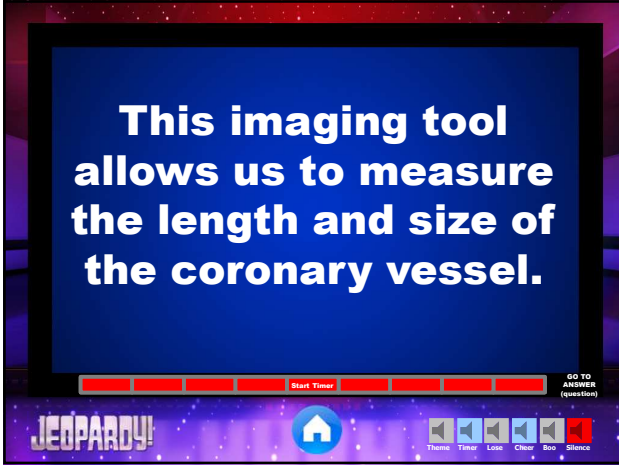 This imaging tool
allows us to measure
the length and size of
the coronary vessel.
Start Timer
GO TO
ANSWER
(question)
JEOPARDY!
Theme Timer Lose Cheer Boo Silence